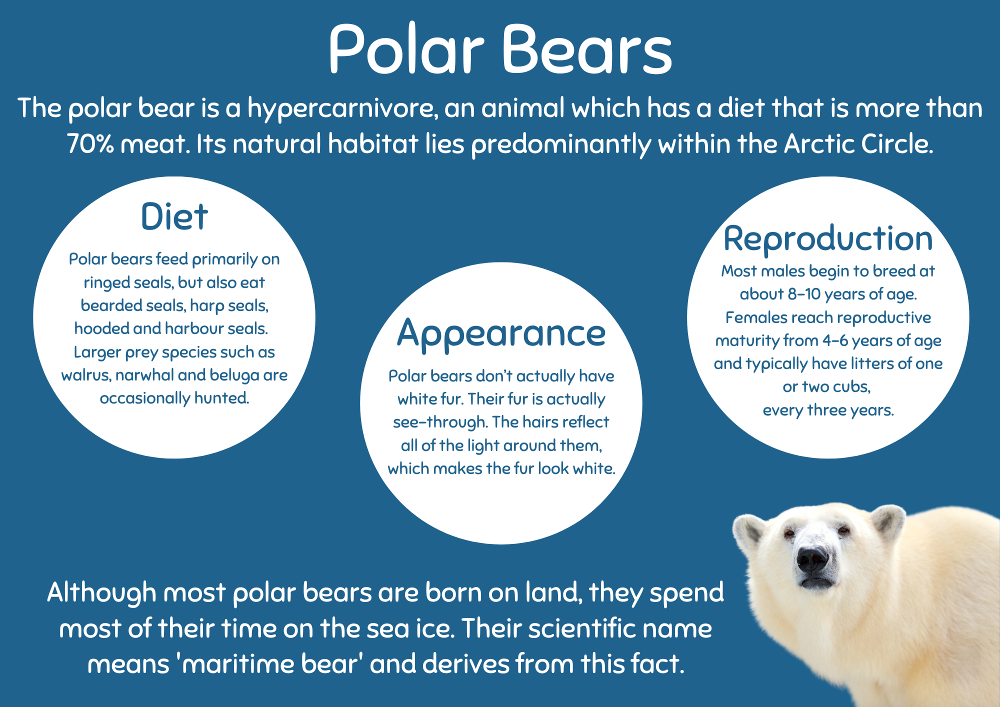 Polar Bears
The polar bear is a hypercarnivore, an animal which has a diet that is more than
70% meat. Its natural habitat lies predominantly within the Arctic Circle.
Diet
Polar bears feed primarily on
ringed seals, but also eat
bearded seals, harp seals,
hooded and harbour seals.
Larger prey species such as
walrus, narwhal and beluga are
occasionally hunted.
Appearance
Polar bears don't actually have
white fur. Their fur is actually
see-through. The hairs reflect
all of the light around them,
which makes the fur look white.
Reproduction
Most males begin to breed at
about 8-10 years of age.
Females reach reproductive
maturity from 4-6 years of age
and typically have litters of one
or two cubs,
every three years.
Although most polar bears are born on land, they spend
most of their time on the sea ice. Their scientific name
means 'maritime bear' and derives from this fact.